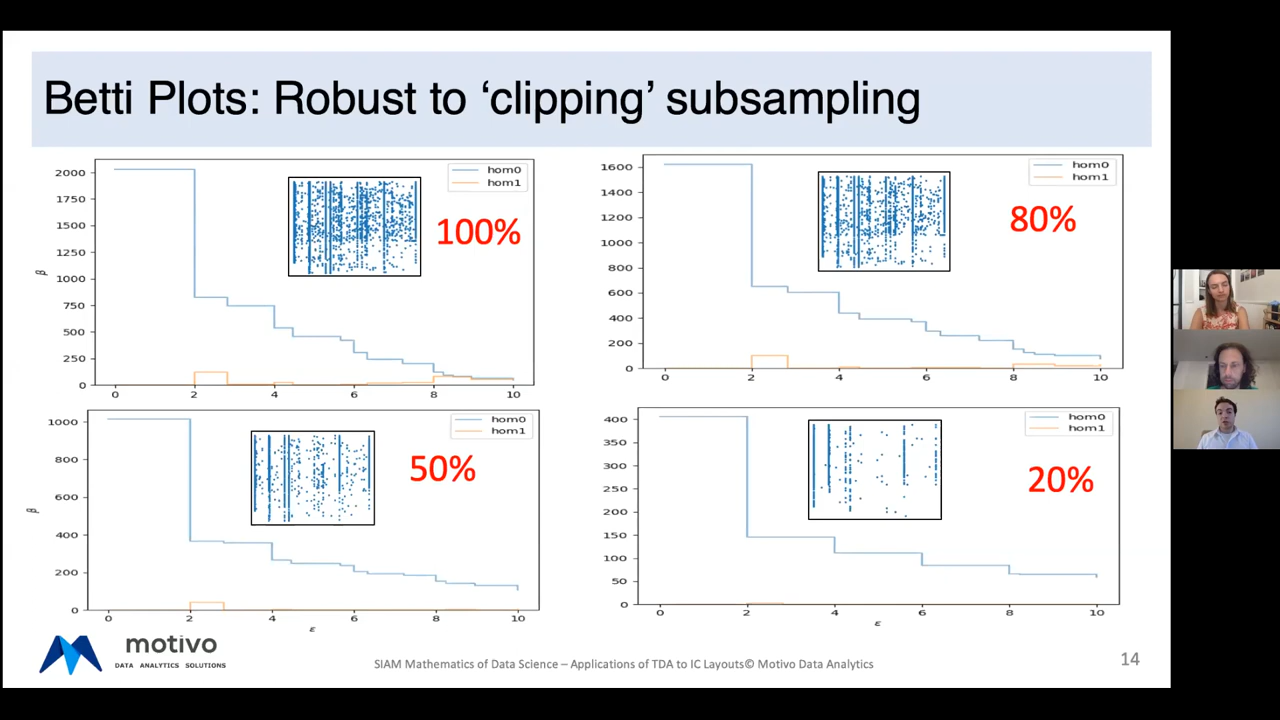 Betti Plots: Robust to ‘clipping’ subsampling
2000
1750
1500
1250
1000
750
500
250
0
β
0 2 4 6 8 10
hom0
hom1
100%
1600
1400
1200
1000
800
600
400
200
0
0 2 4 6 8 10
hom0
hom1
80%
1000
800
600
400
200
0
β
0 2 4 6 8 10
ε
hom0
hom1
50%
400
350
300
250
200
150
100
50
0
0 2 4 6 8 10
ε
hom0
hom1
20%
motivo
DATA ANALYTICS SOLUTIONS
SIAM Mathematics of Data Science – Applications of TDA to IC Layouts© Motivo Data Analytics
14